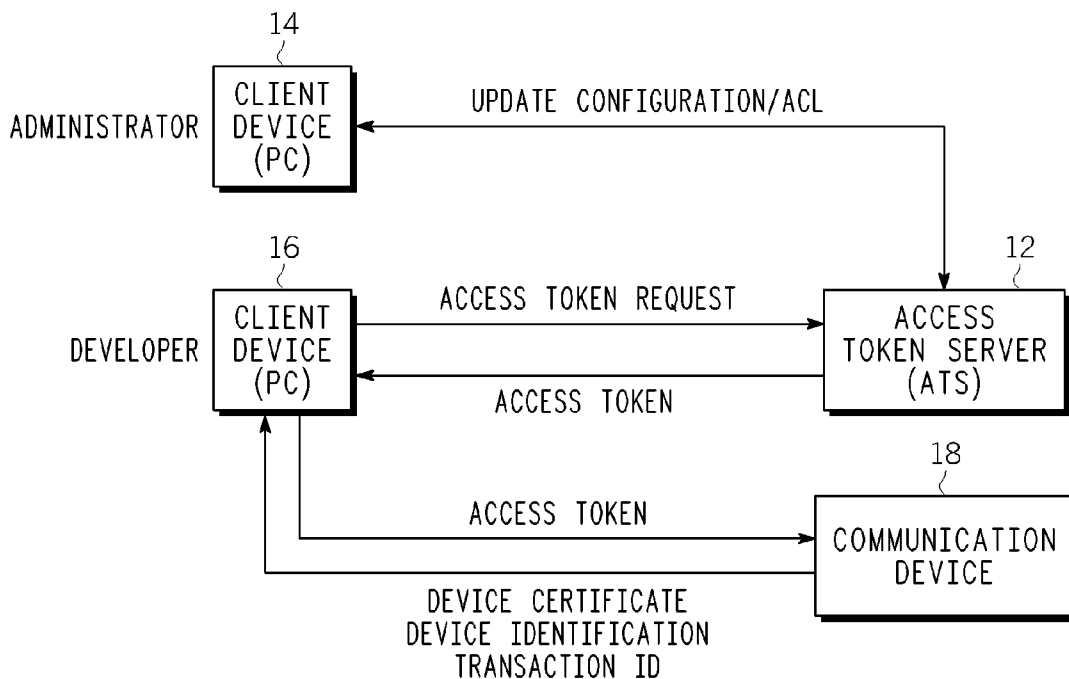 14
CLIENT
DEVICE
(PC)
ADMINISTRATOR
UPDATE CONFIGURATION/ACL
16
CLIENT
DEVICE
(PC)
DEVELOPER
ACCESS TOKEN REQUEST
ACCESS TOKEN
12
ACCESS
TOKEN SERVER
(ATS)
18
COMMUNICATION
DEVICE
ACCESS TOKEN
DEVICE CERTIFICATE
DEVICE IDENTIFICATION
TRANSACTION ID